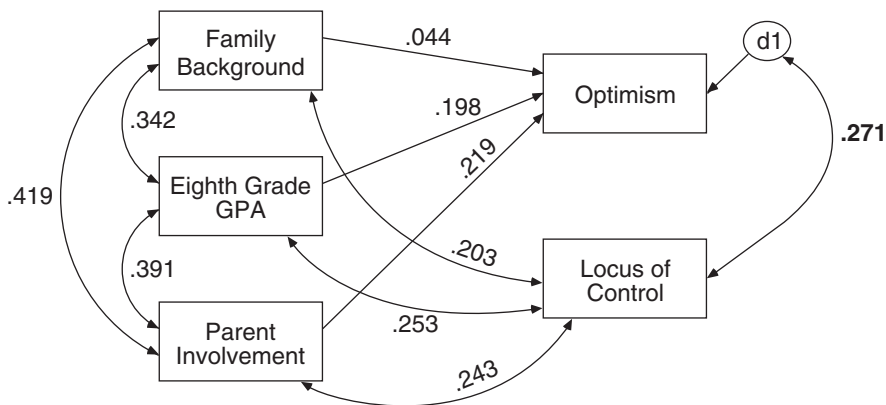 Family
Background
.044
d1
Optimism
.198
.342
.271
.219
Eighth Grade
GPA
.419
.203
Locus of
Control
.391
.253
Parent
Involvement
.243